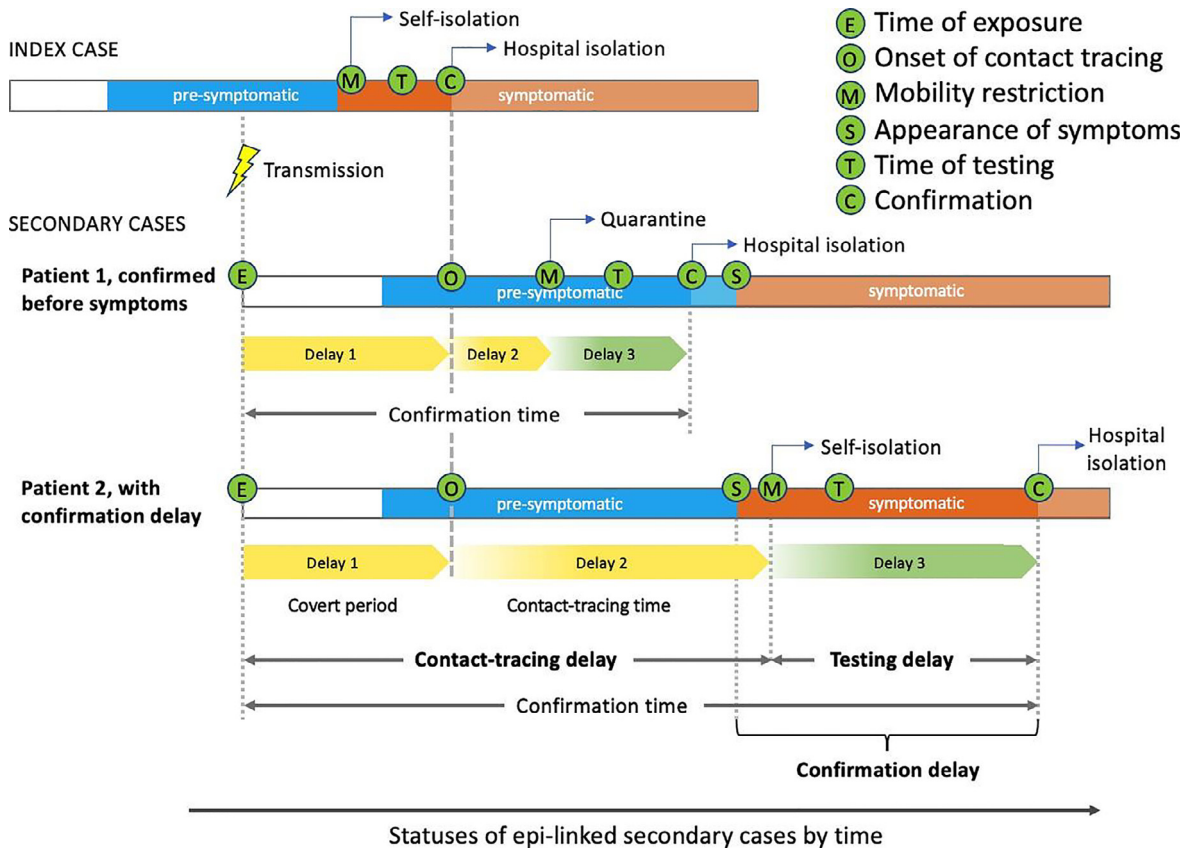 Self-isolation
INDEX CASE
Hospital isolation
M T C
pre-symptomatic symptomatic
E Time of exposure
O Onset of contact tracing
M Mobility restriction
S Appearance of symptoms
T Time of testing
C Confirmation
Transmission
SECONDARY CASES
Quarantine
Hospital isolation
Patient 1, confirmed
before symptoms
E O M T C S
pre-symptomatic symptomatic
Delay 1 Delay 2 Delay 3
Confirmation time
Self-isolation
Hospital
isolation
Patient 2, with
confirmation delay
E O S M T C
pre-symptomatic symptomatic
Delay 1 Delay 2 Delay 3
Covert period Contact-tracing time
Contact-tracing delay Testing delay
Confirmation time
Confirmation delay
Statuses of epi-linked secondary cases by time